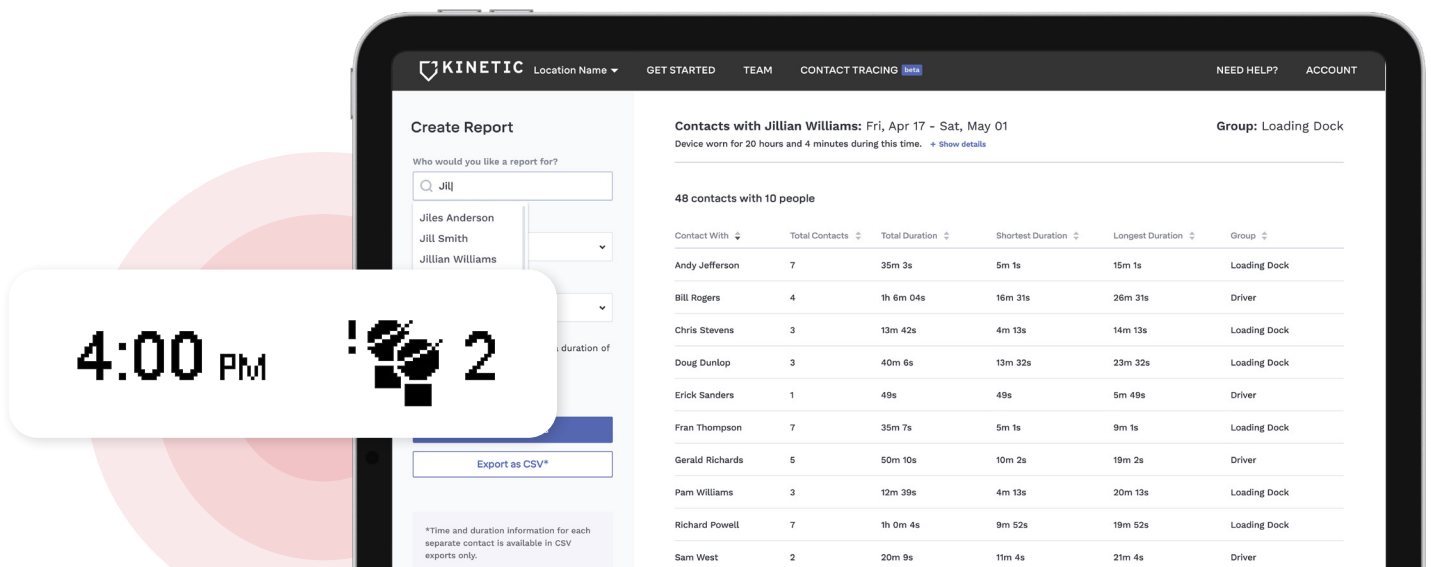 KINETIC Location Name GET STARTED TEAM CONTACT TRACING beta NEED HELP? ACCOUNT
Create Report
Who would you like a report for?
Jil
Jiles Anderson
Jill Smith
Jillian Williams
duration of
Export as CSV*
*Time and duration information for each
separate contact is available in CSV
exports only.
4:00 PM ! 2
Contacts with Jillian Williams: Fri, Apr 17 - Sat, May 01 Group: Loading Dock
Device worn for 20 hours and 4 minutes during this time. + Show details
48 contacts with 10 people
Contact With Total Contacts Total Duration Shortest Duration Longest Duration Group
Andy Jefferson 7 35m 3s 5m 1s 15m 1s Loading Dock
Bill Rogers 4 1h 6m 04s 16m 31s 26m 31s Driver
Chris Stevens 3 13m 42s 4m 13s 14m 13s Loading Dock
Doug Dunlop 3 40m 6s 13m 32s 23m 32s Loading Dock
Erick Sanders 1 49s 49s 5m 49s Driver
Fran Thompson 7 35m 7s 5m 1s 9m 1s Loading Dock
Gerald Richards 5 50m 10s 10m 2s 19m 2s Driver
Pam Williams 3 12m 39s 4m 13s 20m 13s Loading Dock
Richard Powell 7 1h 0m 4s 9m 52s 19m 52s Loading Dock
Sam West 2 20m 9s 11m 4s 21m 4s Driver